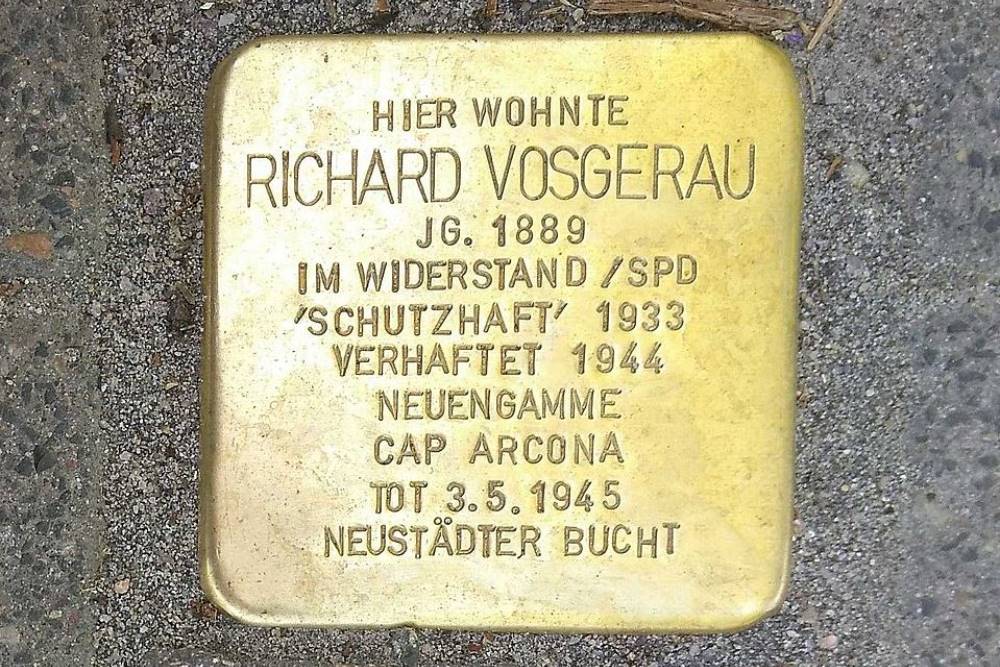 HIER WOHNTE
RICHARD VOSGERAU
JG. 1889
IM WIDERSTAND / SPD
'SCHUTZHAFT' 1933
VERHAFTET 1944
NEUENGAMME
CAP ARCONA
TOT 3.5.1945
NEUSTÄDTER BUCHT